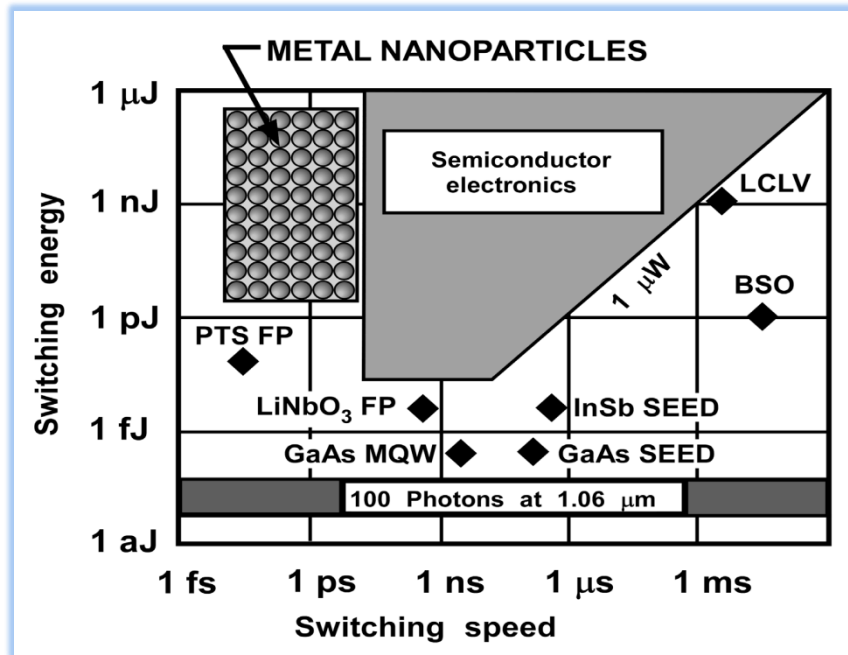 METAL NANOPARTICLES
1 μJ
Semiconductor
electronics
1 nJ
LCLV
1 μW
BSO
1 pJ
PTS FP
LiNbO₃ FP
InSb SEED
1 fJ
GaAs MQW
GaAs SEED
100 Photons at 1.06 μm
1 aJ
1 fs
1 ps
1 ns
1 μs
1 ms
Switching speed
Switching energy